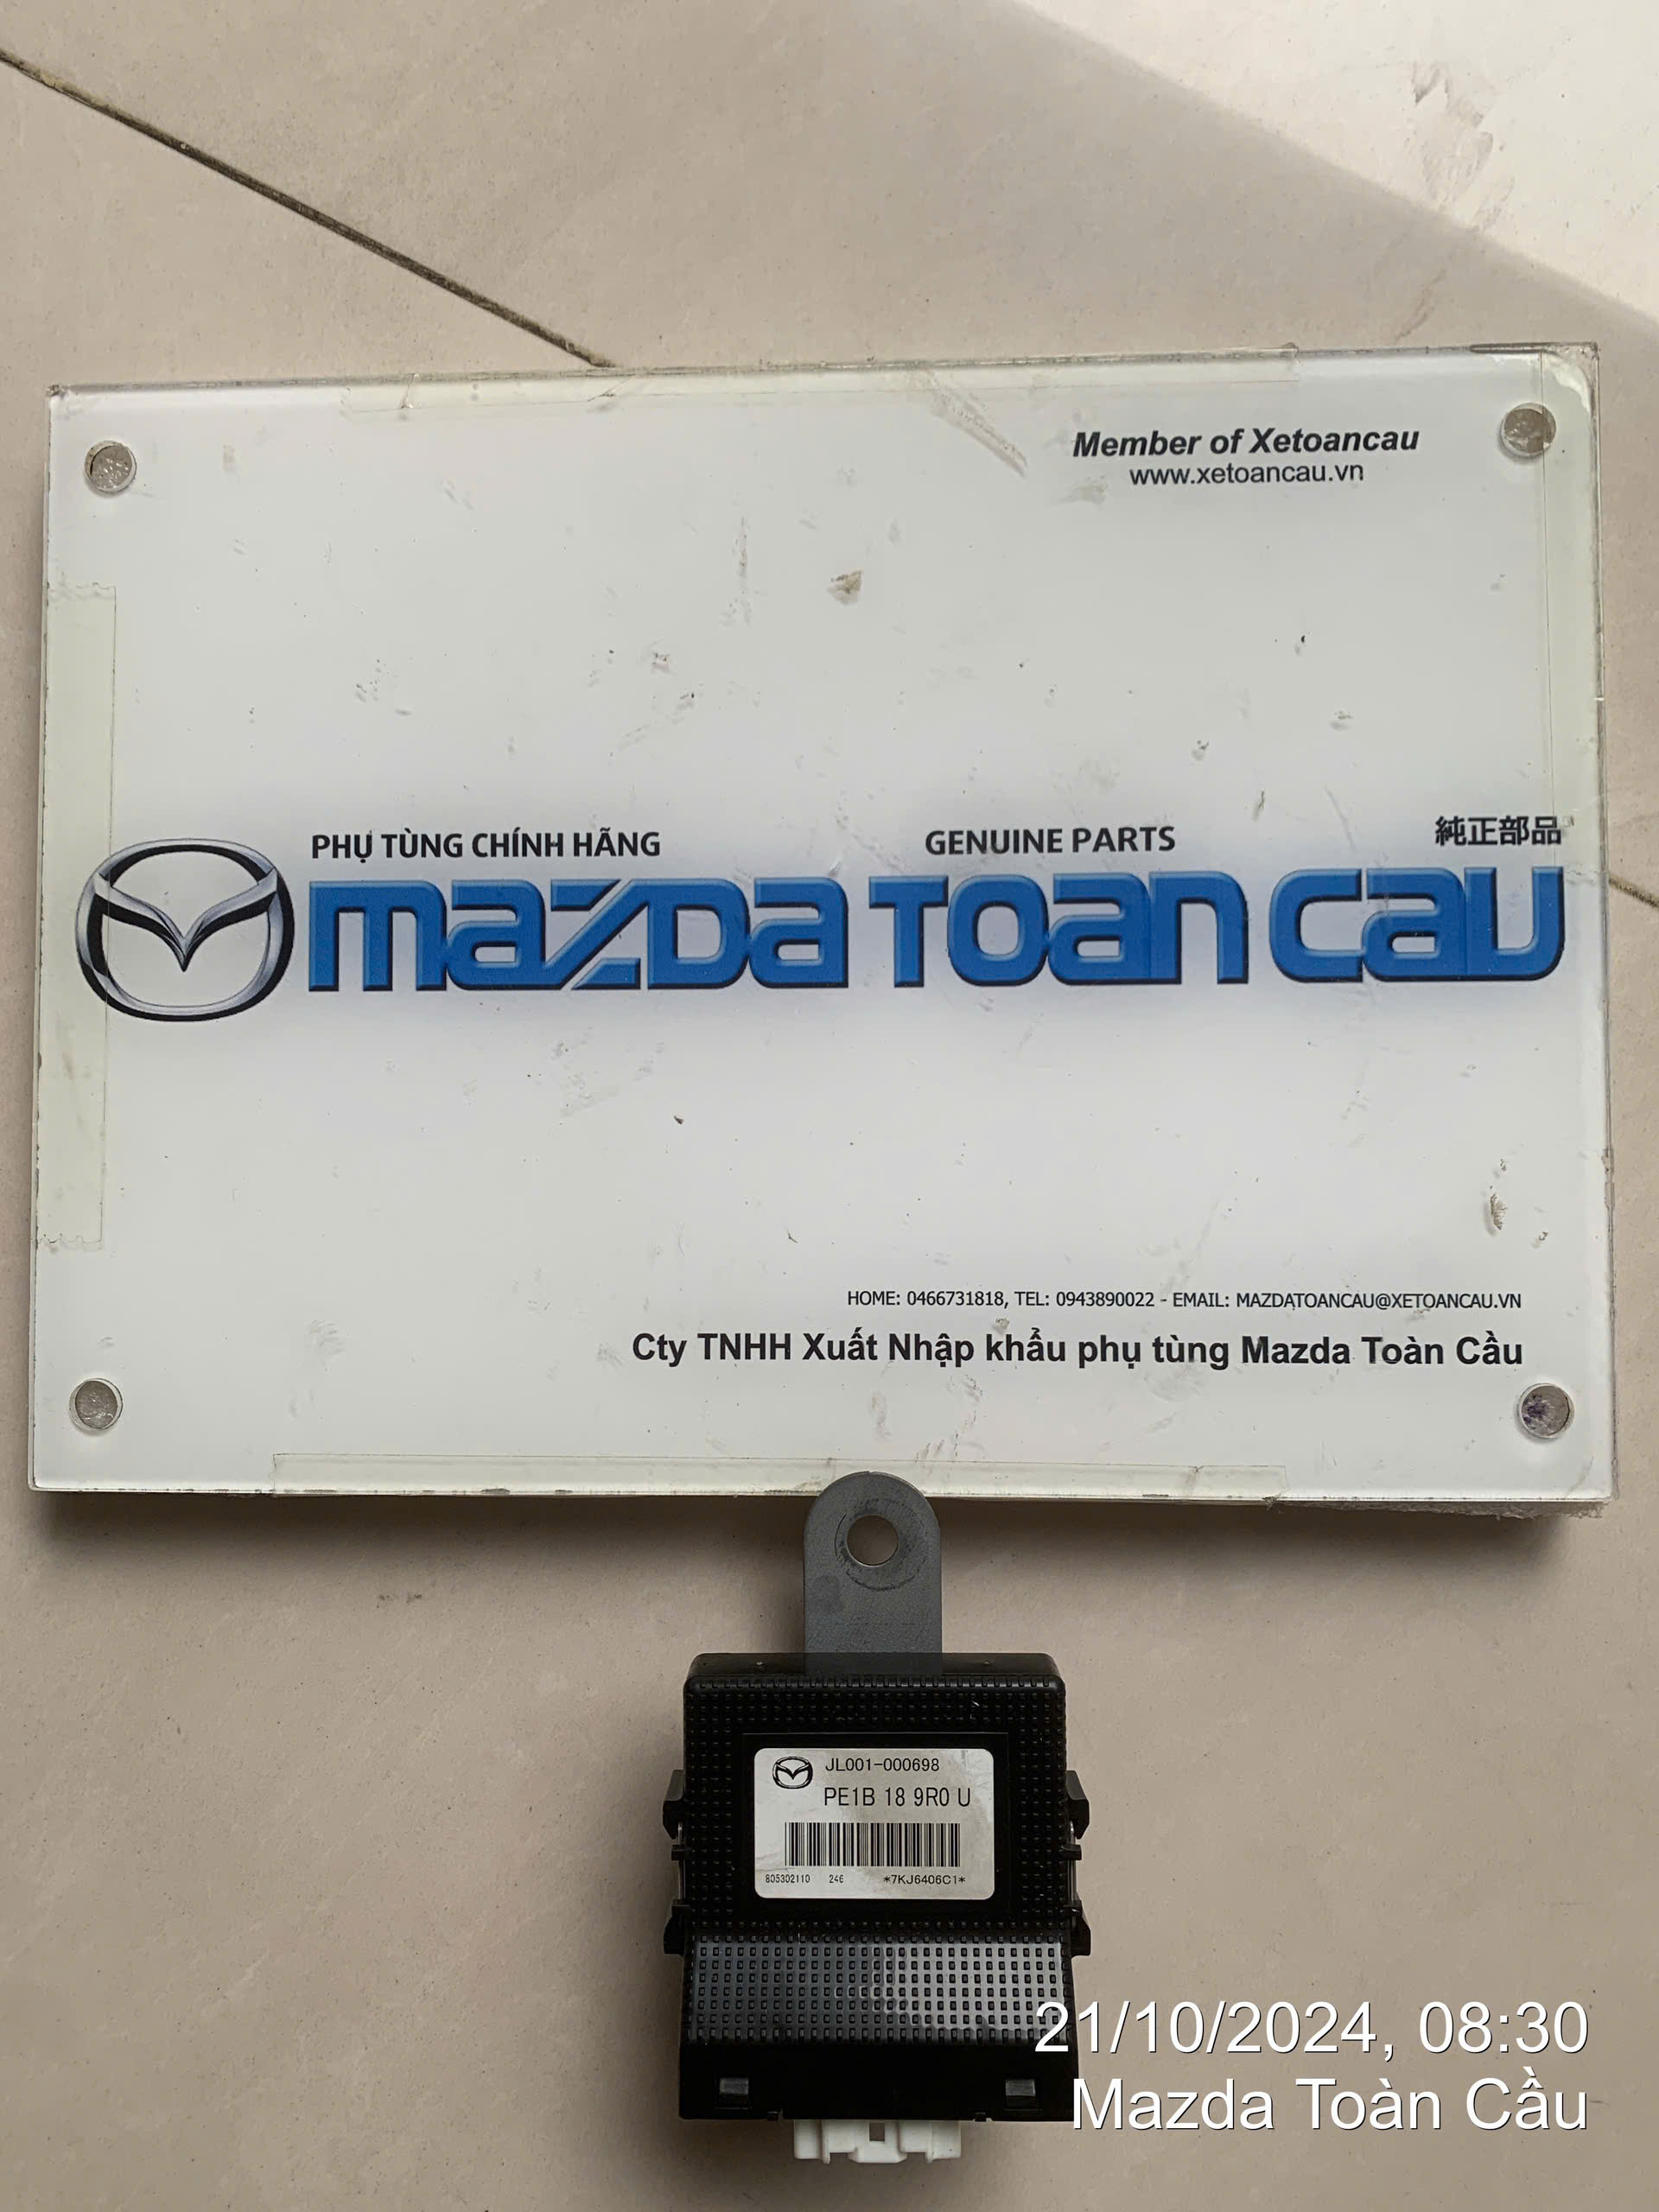 Member of Xetoancau
www.xetoancau.vn
PHỤ TÙNG CHÍNH HÃNG GENUINE PARTS 純正部品
mazda Toan cau
HOME: 0466731818, TEL: 0943890022 - EMAIL: MAZDATOANCAU@XETOANCAU.VN
Cty TNHH Xuất Nhập khẩu phụ tùng Mazda Toàn Cầu
JL001-000698
PE1B 18 9R0 U
805302110 246 *7KJ6406C1*
21/10/2024, 08:30
Mazda Toàn Cầu